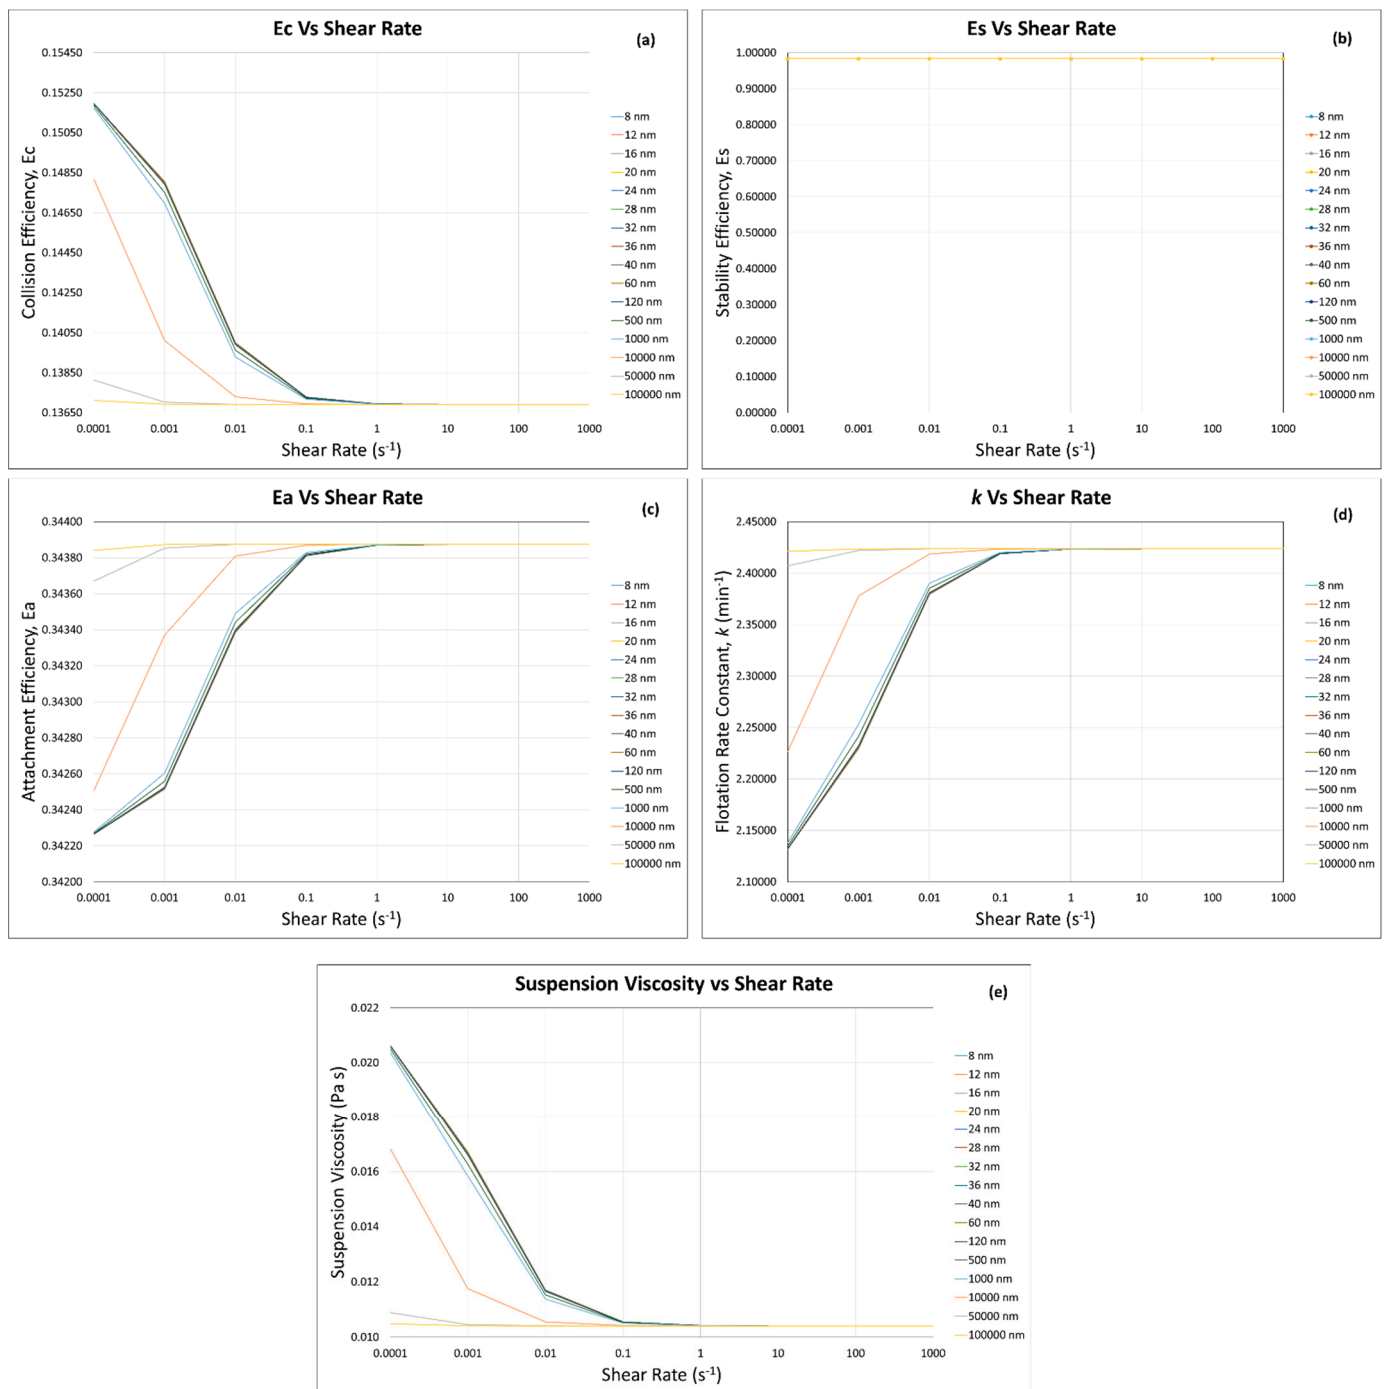 Ec Vs Shear Rate
(a)
0.15450
0.15250
0.15050
0.14850
0.14650
0.14450
0.14250
0.14050
0.13850
0.13650
Collision Efficiency, Ec
0.0001 0.001 0.01 0.1 1 10 100 1000
Shear Rate (s-1)
8 nm
12 nm
16 nm
20 nm
24 nm
28 nm
32 nm
36 nm
40 nm
60 nm
120 nm
500 nm
1000 nm
10000 nm
50000 nm
100000 nm
Es Vs Shear Rate
(b)
1.00000
0.90000
0.80000
0.70000
0.60000
0.50000
0.40000
0.30000
0.20000
0.10000
0.00000
Stability Efficiency, Es
0.0001 0.001 0.01 0.1 1 10 100 1000
Shear Rate (s-1)
8 nm
12 nm
16 nm
20 nm
24 nm
28 nm
32 nm
36 nm
40 nm
60 nm
120 nm
500 nm
1000 nm
10000 nm
50000 nm
100000 nm
Ea Vs Shear Rate
(c)
0.34400
0.34380
0.34360
0.34340
0.34320
0.34300
0.34280
0.34260
0.34240
0.34220
0.34200
Attachment Efficiency, Ea
0.0001 0.001 0.01 0.1 1 10 100 1000
Shear Rate (s-1)
8 nm
12 nm
16 nm
20 nm
24 nm
28 nm
32 nm
36 nm
40 nm
60 nm
120 nm
500 nm
1000 nm
10000 nm
50000 nm
100000 nm
k Vs Shear Rate
(d)
2.45000
2.40000
2.35000
2.30000
2.25000
2.20000
2.15000
2.10000
Flotation Rate Constant, k (min-1)
0.0001 0.001 0.01 0.1 1 10 100 1000
Shear Rate (s-1)
8 nm
12 nm
16 nm
20 nm
24 nm
28 nm
32 nm
36 nm
40 nm
60 nm
120 nm
500 nm
1000 nm
10000 nm
50000 nm
100000 nm
Suspension Viscosity vs Shear Rate
(e)
0.022
0.020
0.018
0.016
0.014
0.012
0.010
Suspension Viscosity (Pa s)
0.0001 0.001 0.01 0.1 1 10 100 1000
Shear Rate (s-1)
8 nm
12 nm
16 nm
20 nm
24 nm
28 nm
32 nm
36 nm
40 nm
60 nm
120 nm
500 nm
1000 nm
10000 nm
50000 nm
100000 nm